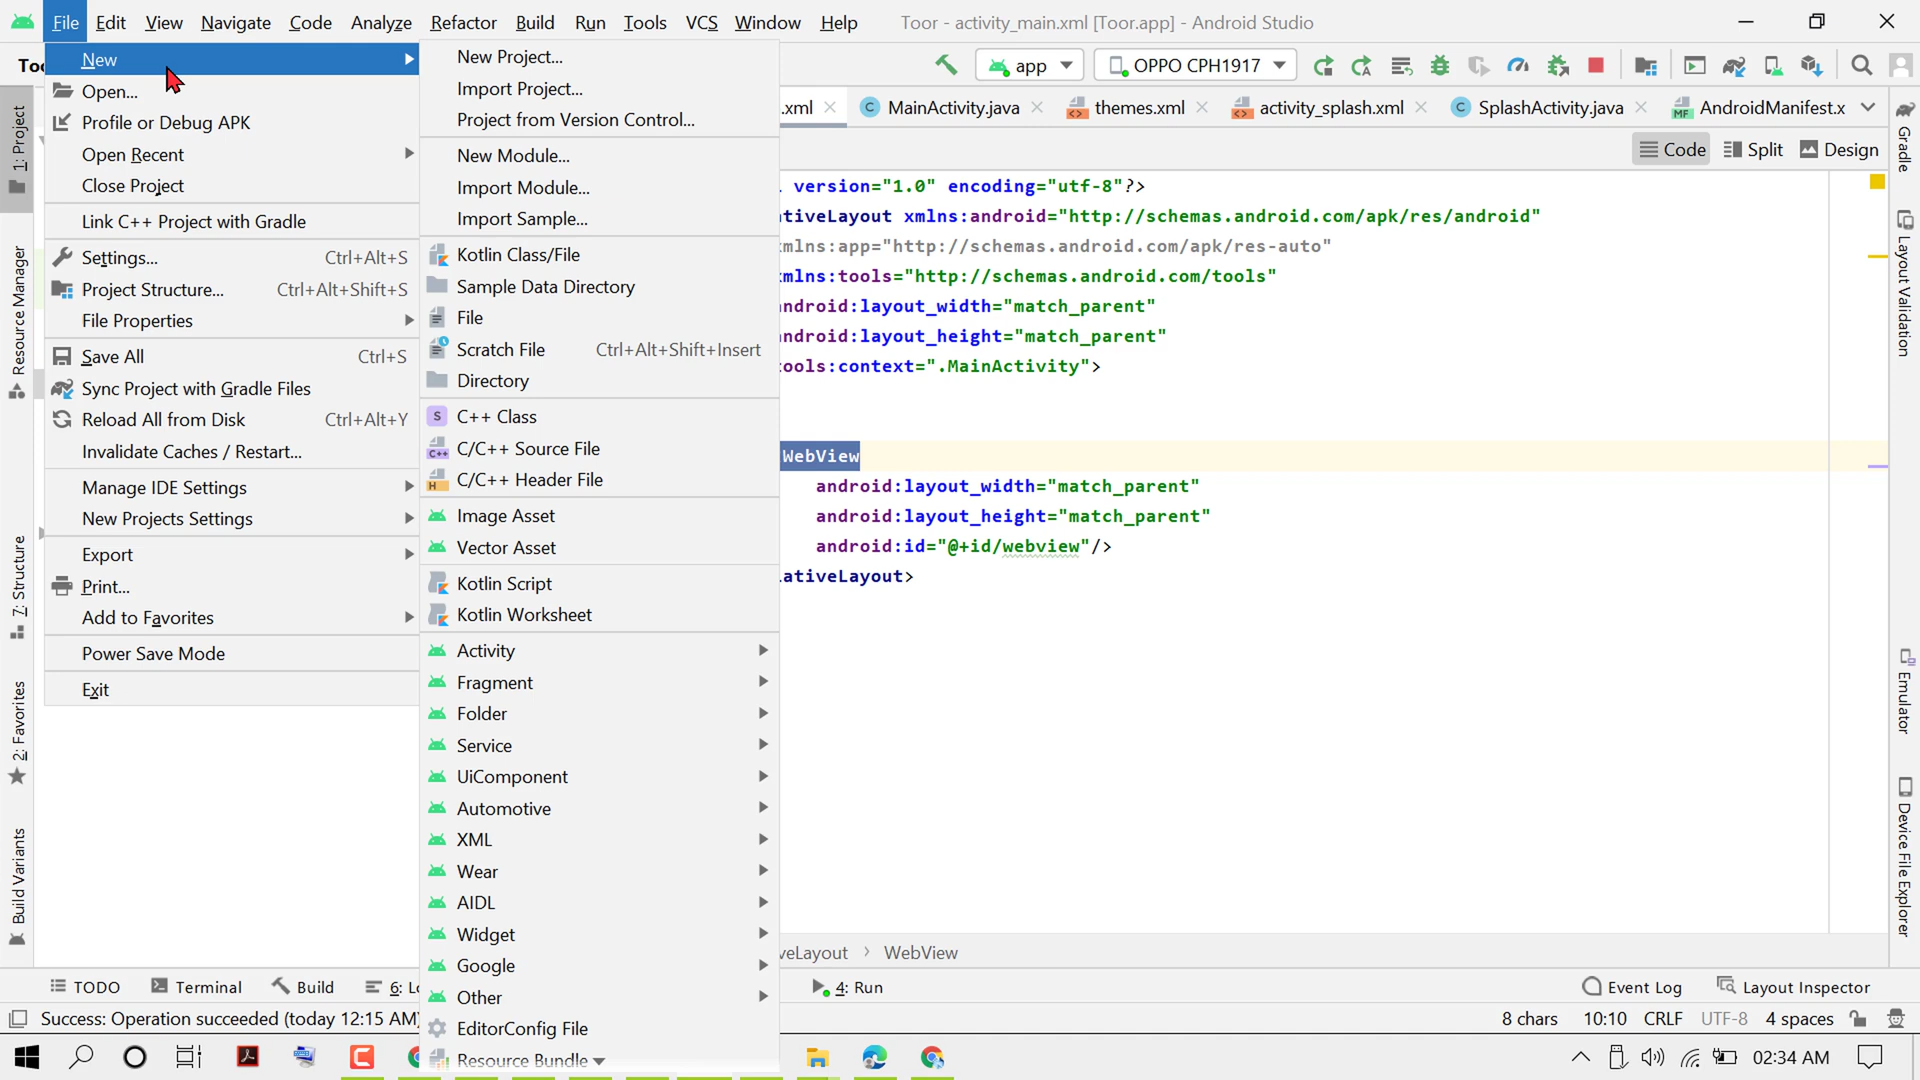 File Edit View Navigate Code Analyze Refactor Build Run Tools VCS Window Help Toor - activity_main.xml [Toor.app] - Android Studio
app OPPO CPH1917
.xml MainActivity.java themes.xml activity_splash.xml SplashActivity.java AndroidManifest.x
Code Split Design
New
Open...
Profile or Debug APK
Open Recent
Close Project
Link C++ Project with Gradle
Settings... Ctrl+Alt+S
Project Structure... Ctrl+Alt+Shift+S
File Properties
Save All Ctrl+S
Sync Project with Gradle Files
Reload All from Disk Ctrl+Alt+Y
Invalidate Caches / Restart...
Manage IDE Settings
New Projects Settings
Export
Print...
Add to Favorites
Power Save Mode
Exit
New Project...
Import Project...
Project from Version Control...
New Module...
Import Module...
Import Sample...
Kotlin Class/File
Sample Data Directory
File
Scratch File Ctrl+Alt+Shift+Insert
Directory
C++ Class
C/C++ Source File
C/C++ Header File
Image Asset
Vector Asset
Kotlin Script
Kotlin Worksheet
Activity
Fragment
Folder
Service
UiComponent
Automotive
XML
Wear
AIDL
Widget
Google
Other
EditorConfig File
Resource Bundle
version="1.0" encoding="utf-8"?>
ativeLayout xmlns:android="http://schemas.android.com/apk/res/android"
mlns:app="http://schemas.android.com/apk/res-auto"
mlns:tools="http://schemas.android.com/tools"
ndroid:layout_width="match_parent"
ndroid:layout_height="match_parent"
ools:context=".MainActivity">
WebView
android:layout_width="match_parent"
android:layout_height="match_parent"
android:id="@+id/webview"/>
ativeLayout>
veLayout › WebView
1: Project
Resource Manager
7: Structure
2: Favorites
Build Variants
Gradle
Layout Validation
Emulator
Device File Explorer
TODO Terminal Build 6: Lo 4: Run Event Log Layout Inspector
Success: Operation succeeded (today 12:15 AM) 8 chars 10:10 CRLF UTF-8 4 spaces
02:34 AM